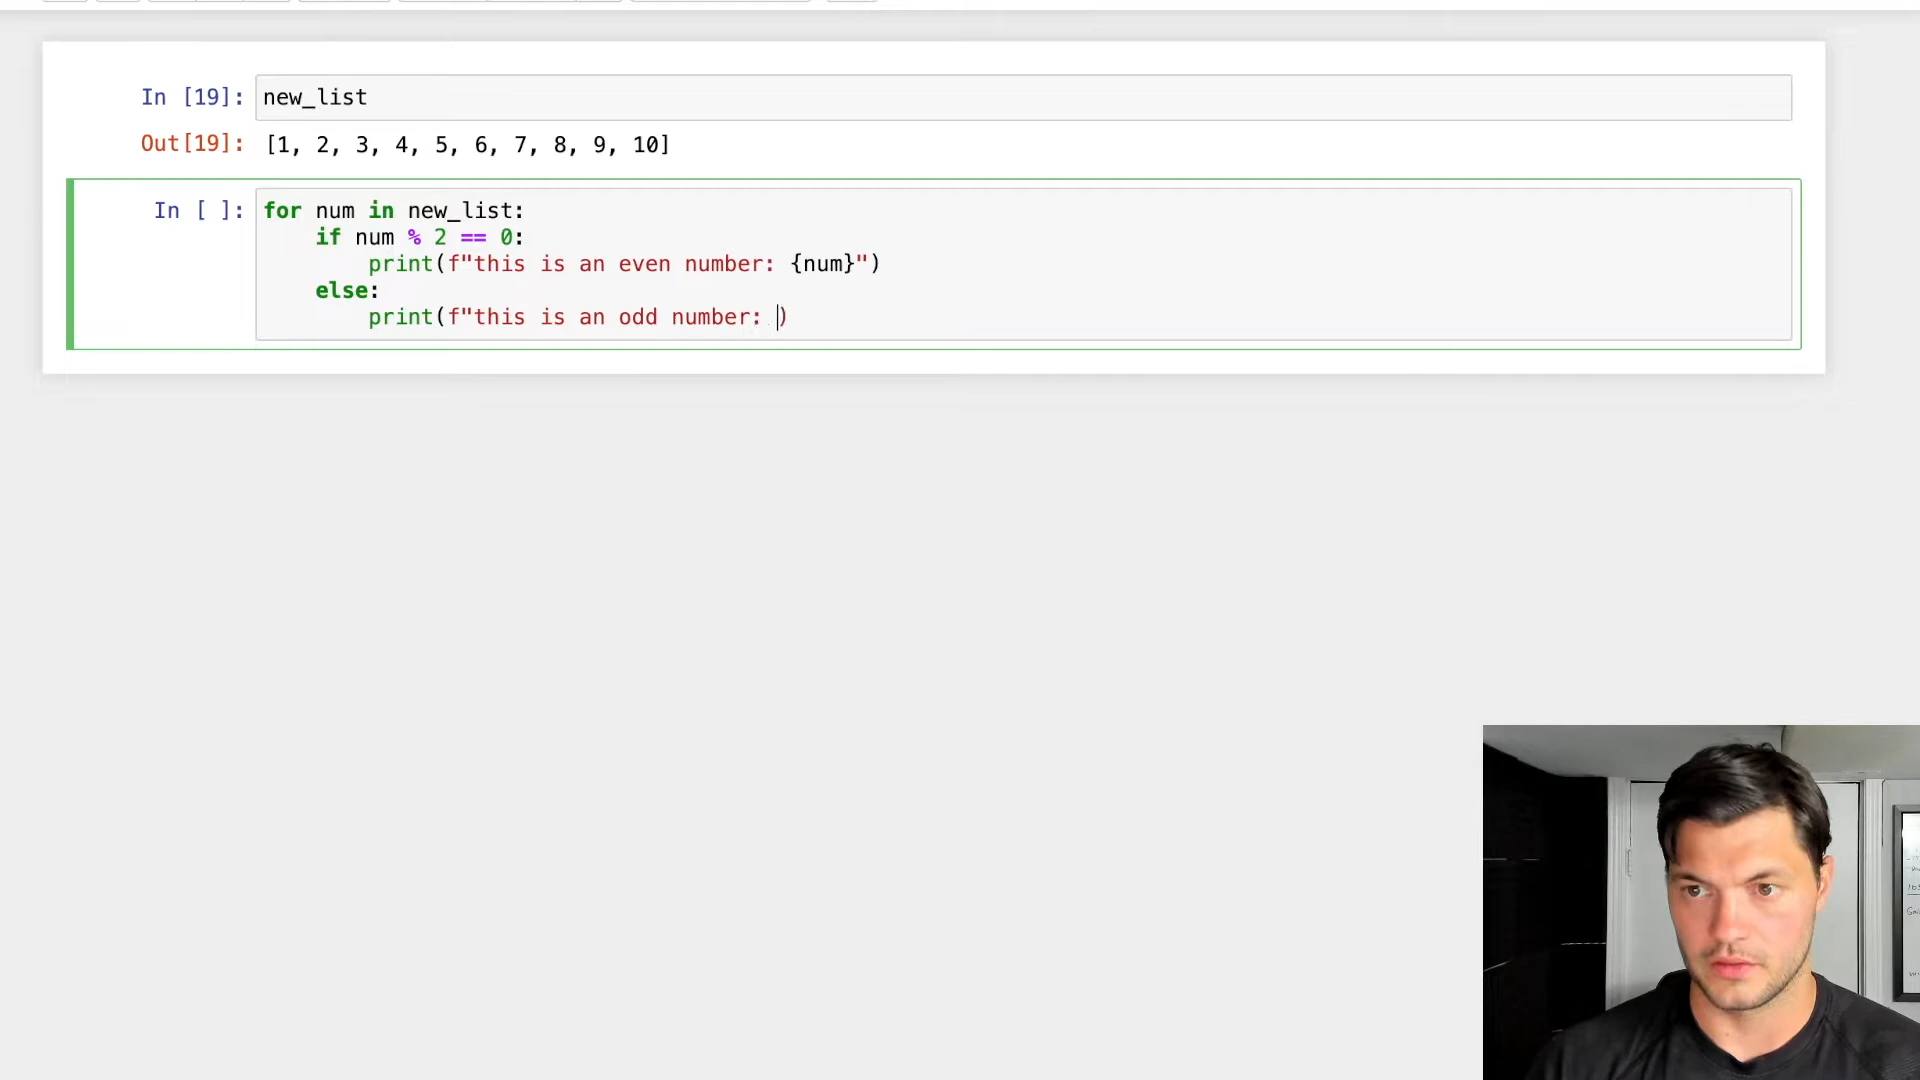 In [19]: new_list
Out[19]: [1, 2, 3, 4, 5, 6, 7, 8, 9, 10]
In [ ]: for num in new_list:
if num % 2 == 0:
print(f"this is an even number: {num}")
else:
print(f"this is an odd number: )